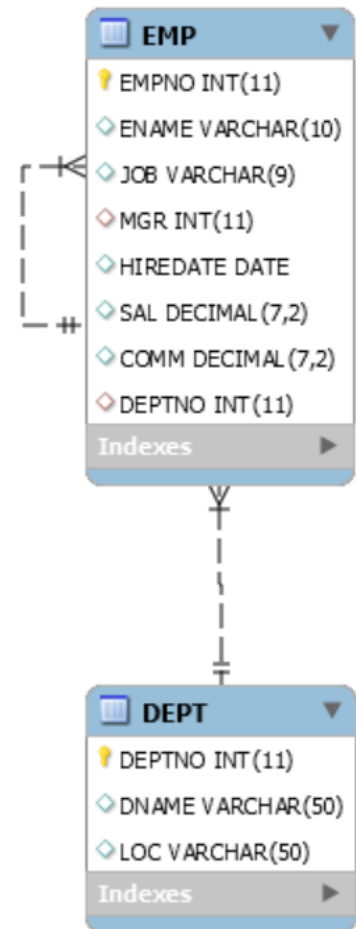 EMP
EMPNO INT(11)
ENAME VARCHAR(10)
JOB VARCHAR(9)
MGR INT(11)
HIREDATE DATE
SAL DECIMAL(7,2)
COMM DECIMAL(7,2)
DEPTNO INT(11)
Indexes
DEPT
DEPTNO INT(11)
DNAME VARCHAR(50)
LOC VARCHAR(50)
Indexes